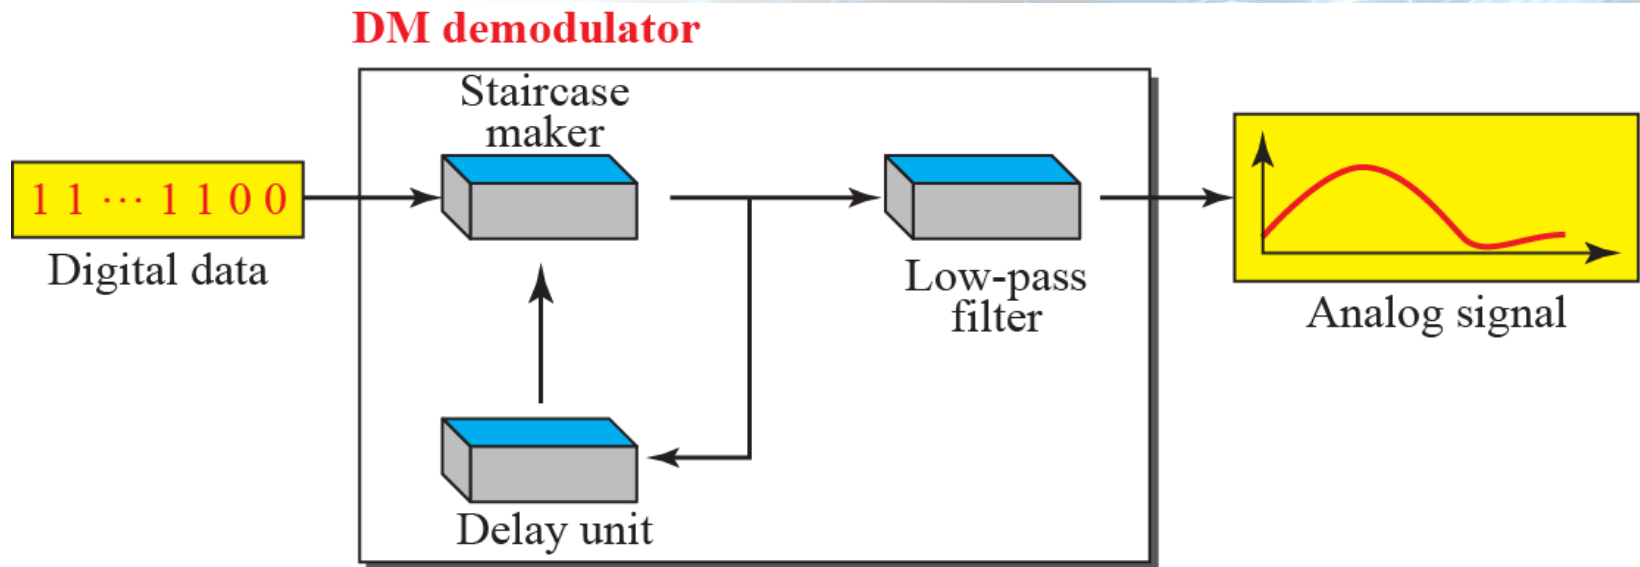 DM demodulator
Staircase
maker
1 1 ··· 1 1 0 0
Digital data
Low-pass
filter
Analog signal
Delay unit